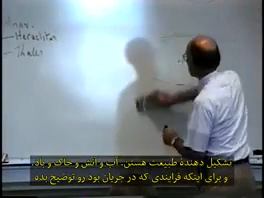 Heraclitus
Thales
تشکیل دهندهٔ طبیعت هستن، آب و آتش و خاک و باد،
و برای اینکه فرایندی که در جریان بود رو توضیح بده